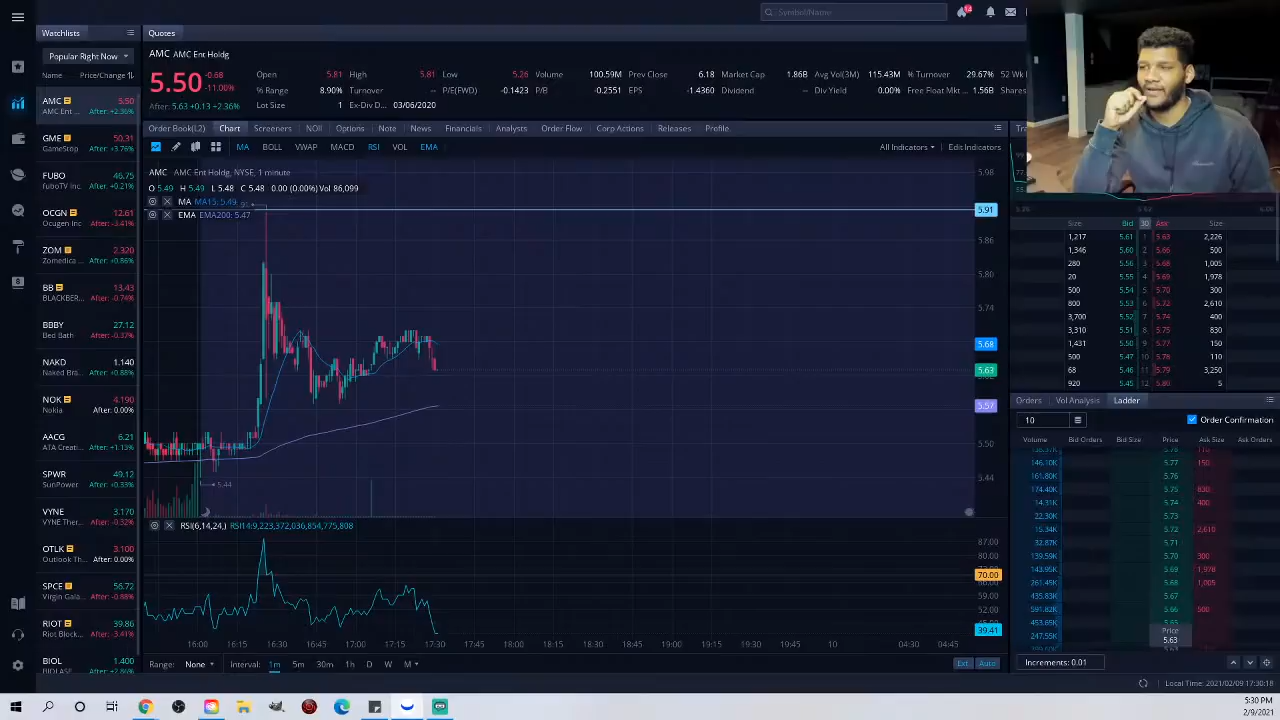 Symbol/Name
14
Watchlists
Quotes
AMC AMC Ent Holdg
Popular Right Now
Name Price/Change
5.50 -0.68 -11.00%
After: 5.63 +0.13 +2.36%
Open 5.81 High 5.81 Low 5.26 Volume 100.59M Prev Close 6.18 Market Cap 1.86B Avg Vol(3M) 115.43M % Turnover 29.67% 52 Wk
% Range 8.90% Turnover -- P/E(FWD) -0.1423 P/B -0.2551 EPS -1.4360 Dividend -- Div Yield 0.00% Free Float Mkt 1.56B Shares
Lot Size 1 Ex-Div D... 03/06/2020
Order Book(L2) Chart Screeners NOII Options Note News Financials Analysts Order Flow Corp Actions Releases Profile
MA BOLL VWAP MACD RSI VOL EMA All Indicators Edit Indicators
AMC 5.50
AMC Ent ... After: +2.36%
GME 50.31
GameStop After: +3.76%
FUBO 46.75
fuboTV Inc. After: +0.21%
OCGN 12.61
Ocugen Inc After: -3.41%
ZOM 2.320
Zomedica ... After: +0.86%
BB 13.43
BLACKBER... After: -0.74%
BBBY 27.12
Bed Bath After: -0.37%
NAKD 1.140
Naked Bra... After: +0.88%
NOK 4.190
Nokia After: 0.00%
AACG 6.21
ATA Creati... After: +1.13%
SPWR 49.12
SunPower After: +0.33%
VYNE 3.170
VYNE Ther... After: -0.32%
OTLK 3.100
Outlook Th... After: 0.00%
SPCE 56.72
Virgin Gala... After: -0.88%
RIOT 39.86
Riot Block... After: -3.41%
BIOL 1.400
BIOLASE After: +2.86%
AMC AMC Ent Holdg, NYSE, 1 minute
O 5.49 H 5.49 L 5.48 C 5.48 0.00 (0.00%) Vol 86,099
MA MA15: 5.49
EMA EMA200: 5.47
5.44
5.98
5.91
5.86
5.80
5.74
5.68
5.63
5.57
5.50
5.44
RSI(6,14,24,) RSI14:9,223,372,036,854,775,808
87.00
80.00
70.00
59.00
52.00
39.41
16:00 16:15 16:30 16:45 17:00 17:15 17:30 18:00 18:15 18:30 18:45 19:00 19:15 19:30 19:45 10 04:30 04:45
Range: None Interval: 1m 5m 30m 1h D W M Ext Auto
Size Bid 30 Ask Size
1,217 5.61 1 5.63 2,226
1,346 5.60 2 5.66 500
280 5.56 3 5.68 1,005
20 5.55 4 5.69 1,978
500 5.54 5 5.70 300
800 5.53 6 5.72 2,610
3,700 5.52 7 5.74 400
3,310 5.51 8 5.75 830
1,431 5.50 9 5.77 150
500 5.47 10 5.78 110
68 5.46 11 5.79 3,250
920 5.45 12 5.80 5
Orders Vol Analysis Ladder
10 Order Confirmation
Volume Bid Orders Bid Size Price Ask Size Ask Orders
146.10K 5.77 150
161.80K 5.76
174.40K 5.75 830
14.31K 5.74 400
22.30K 5.73
15.34K 5.72 2,610
32.87K 5.71
139.59K 5.70 300
143.95K 5.69 1,978
261.45K 5.68 1,005
435.83K 5.67
591.82K 5.66 500
453.65K 5.65
Price
247.55K 5.63
Increments: 0.01
Local Time: 2021/02/09 17:30:18
5:30 PM
2/9/2021